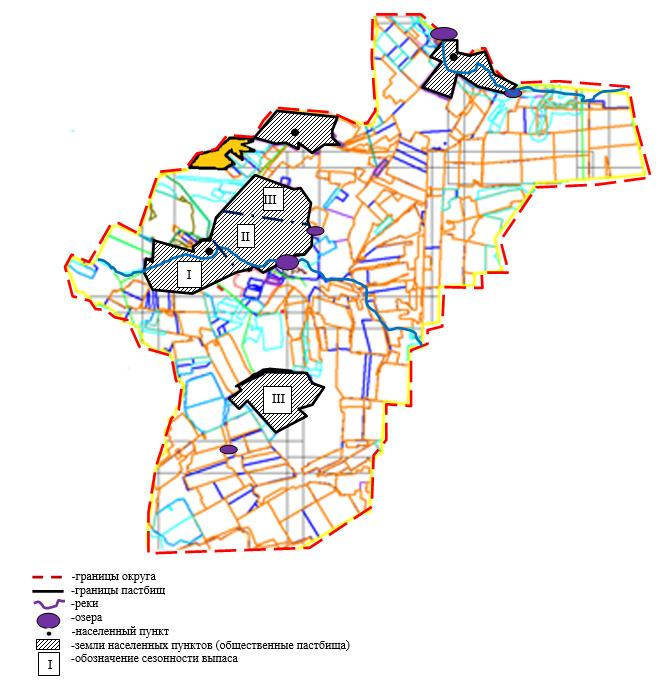 III
II
I
III
-границы округа
-границы пастбищ
-реки
-озера
-населенный пункт
-земли населенных пунктов (общественные пастбища)
I -обозначение сезонности выпаса